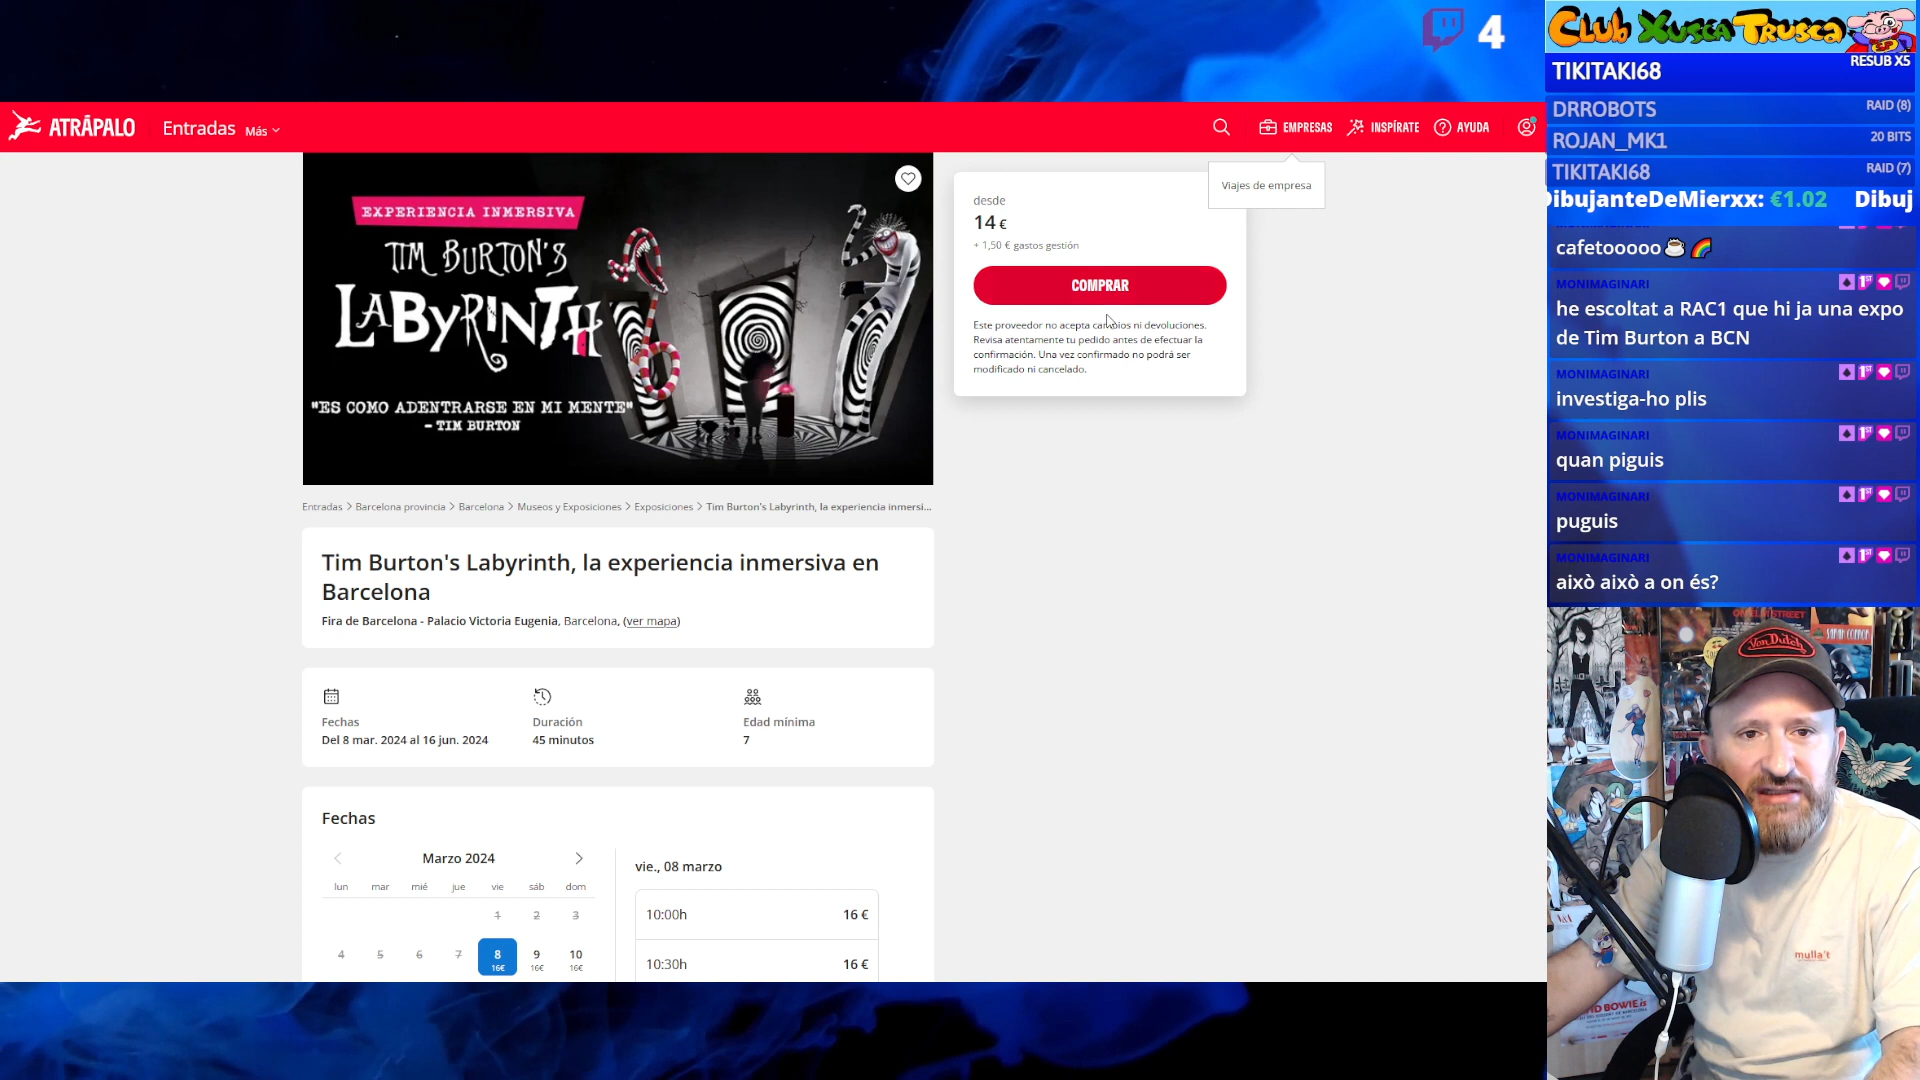 4
ATRÁPALO
Entradas Más
EMPRESAS
INSPÍRATE
AYUDA
Viajes de empresa
EXPERIENCIA INMERSIVA
TIM BURTON'S
LABYRINTH
"ES COMO ADENTRARSE EN MI MENTE"
- TIM BURTON
desde
14 €
+ 1,50 € gastos gestión
COMPRAR
Este proveedor no acepta cambios ni devoluciones.
Revisa atentamente tu pedido antes de efectuar la
confirmación. Una vez confirmado no podrá ser
modificado ni cancelado.
Entradas > Barcelona provincia > Barcelona > Museos y Exposiciones > Exposiciones > Tim Burton's Labyrinth, la experiencia inmersi...
Tim Burton's Labyrinth, la experiencia inmersiva en
Barcelona
Fira de Barcelona - Palacio Victoria Eugenia, Barcelona, (ver mapa)
Fechas
Del 8 mar. 2024 al 16 jun. 2024
Duración
45 minutos
Edad mínima
7
Fechas
Marzo 2024
lun mar mié jue vie sáb dom
1 2 3
4 5 6 7 8 9 10
16€ 16€ 16€
vie., 08 marzo
10:00h 16 €
10:30h 16 €
Club Xusca Trusca
TIKITAKI68 RESUB X5
DRROBOTS RAID (8)
ROJAN_MK1 20 BITS
TIKITAKI68 RAID (7)
DibujanteDeMierxx: €1.02 Dibuj
cafetooooo☕🌈
MONIMAGINARI
he escoltat a RAC1 que hi ja una expo
de Tim Burton a BCN
MONIMAGINARI
investiga-ho plis
MONIMAGINARI
quan piguis
MONIMAGINARI
puguis
MONIMAGINARI
això això a on és?
Von Dutch
mulla't